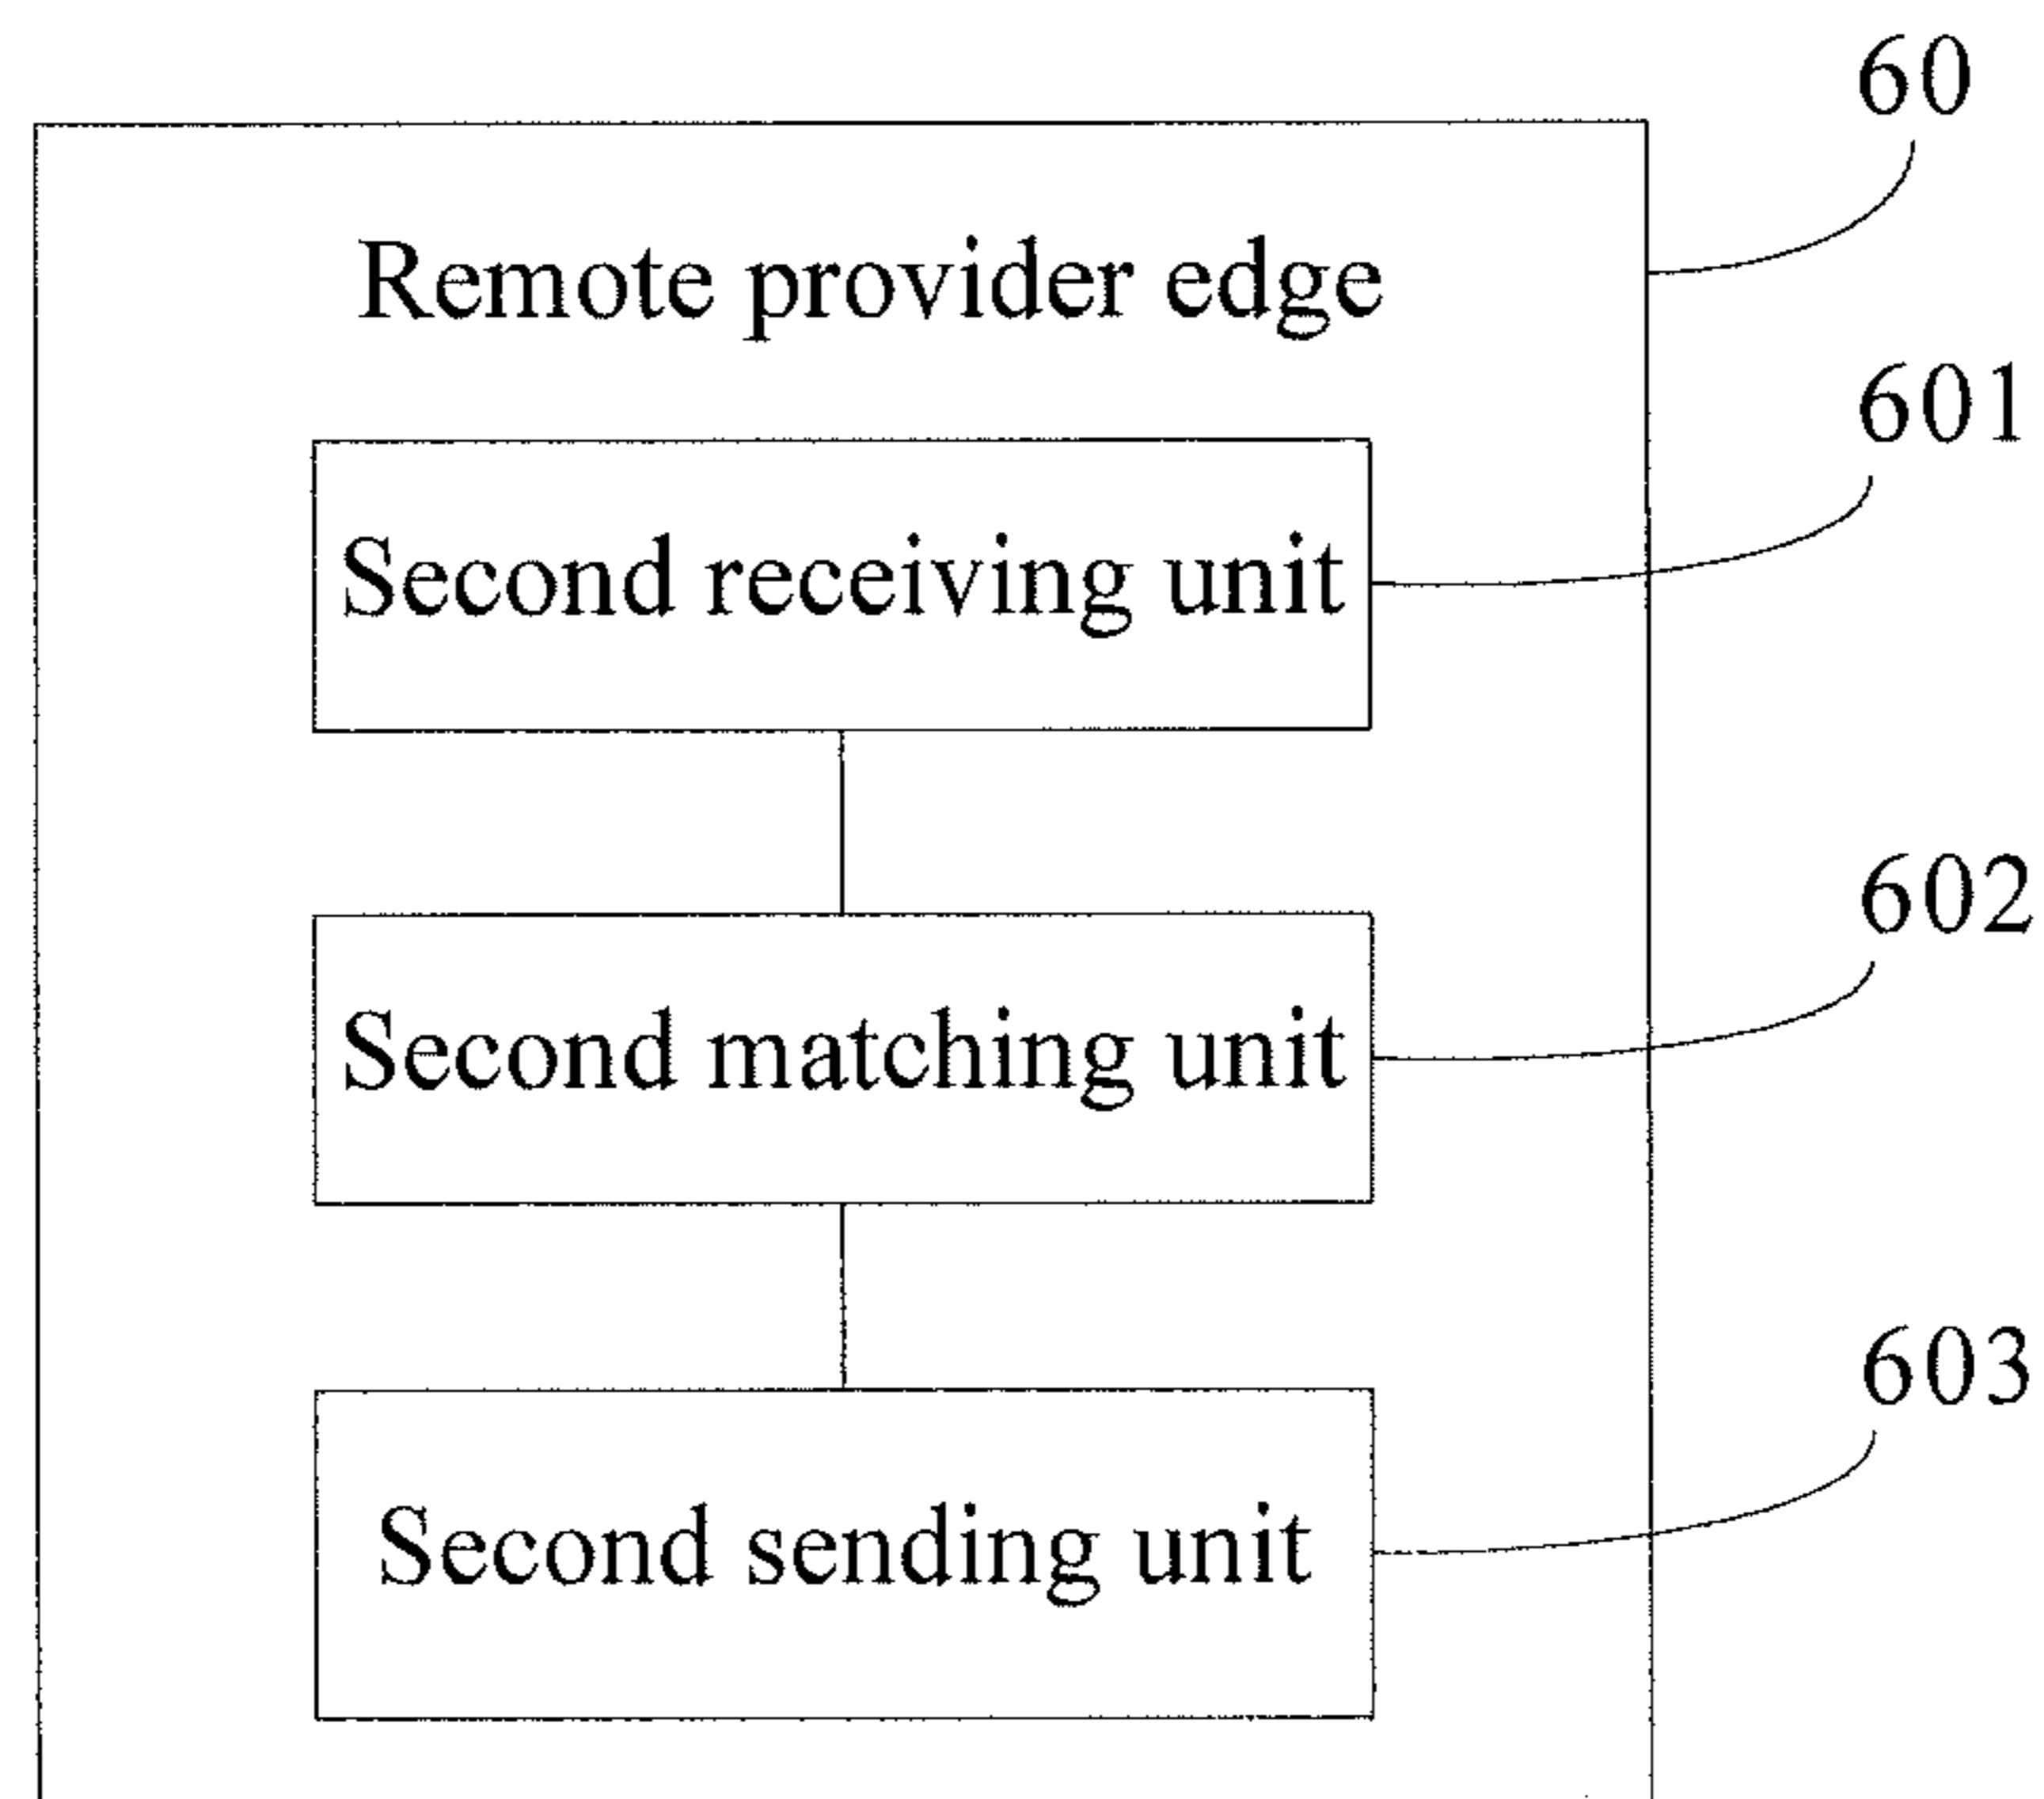 60
Remote provider edge
601
Second receiving unit
602
Second matching unit
603
Second sending unit